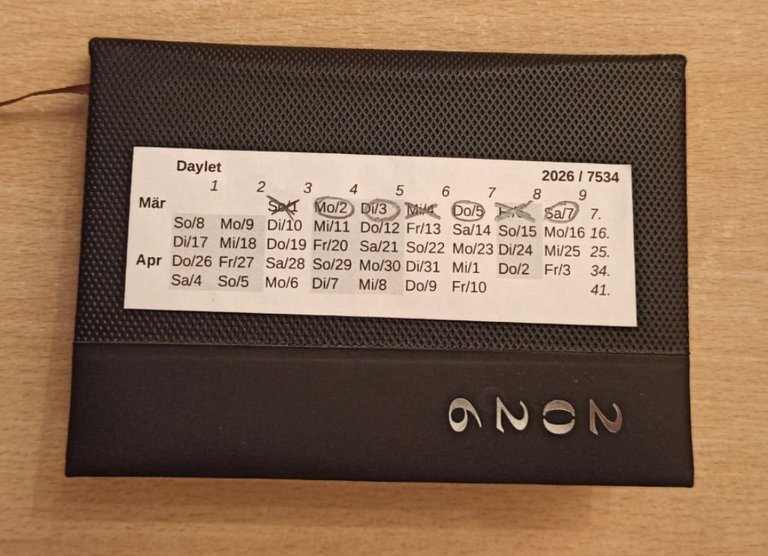 Daylet 2026 / 7534
1 2 3 4 5 6 7 8 9
Mär So/1 Mo/2 Di/3 Mi/4 Do/5 Fr/6 Sa/7 7.
So/8 Mo/9 Di/10 Mi/11 Do/12 Fr/13 Sa/14 So/15 Mo/16 16.
Di/17 Mi/18 Do/19 Fr/20 Sa/21 So/22 Mo/23 Di/24 Mi/25 25.
Apr Do/26 Fr/27 Sa/28 So/29 Mo/30 Di/31 Mi/1 Do/2 Fr/3 34.
Sa/4 So/5 Mo/6 Di/7 Mi/8 Do/9 Fr/10 41.
2026